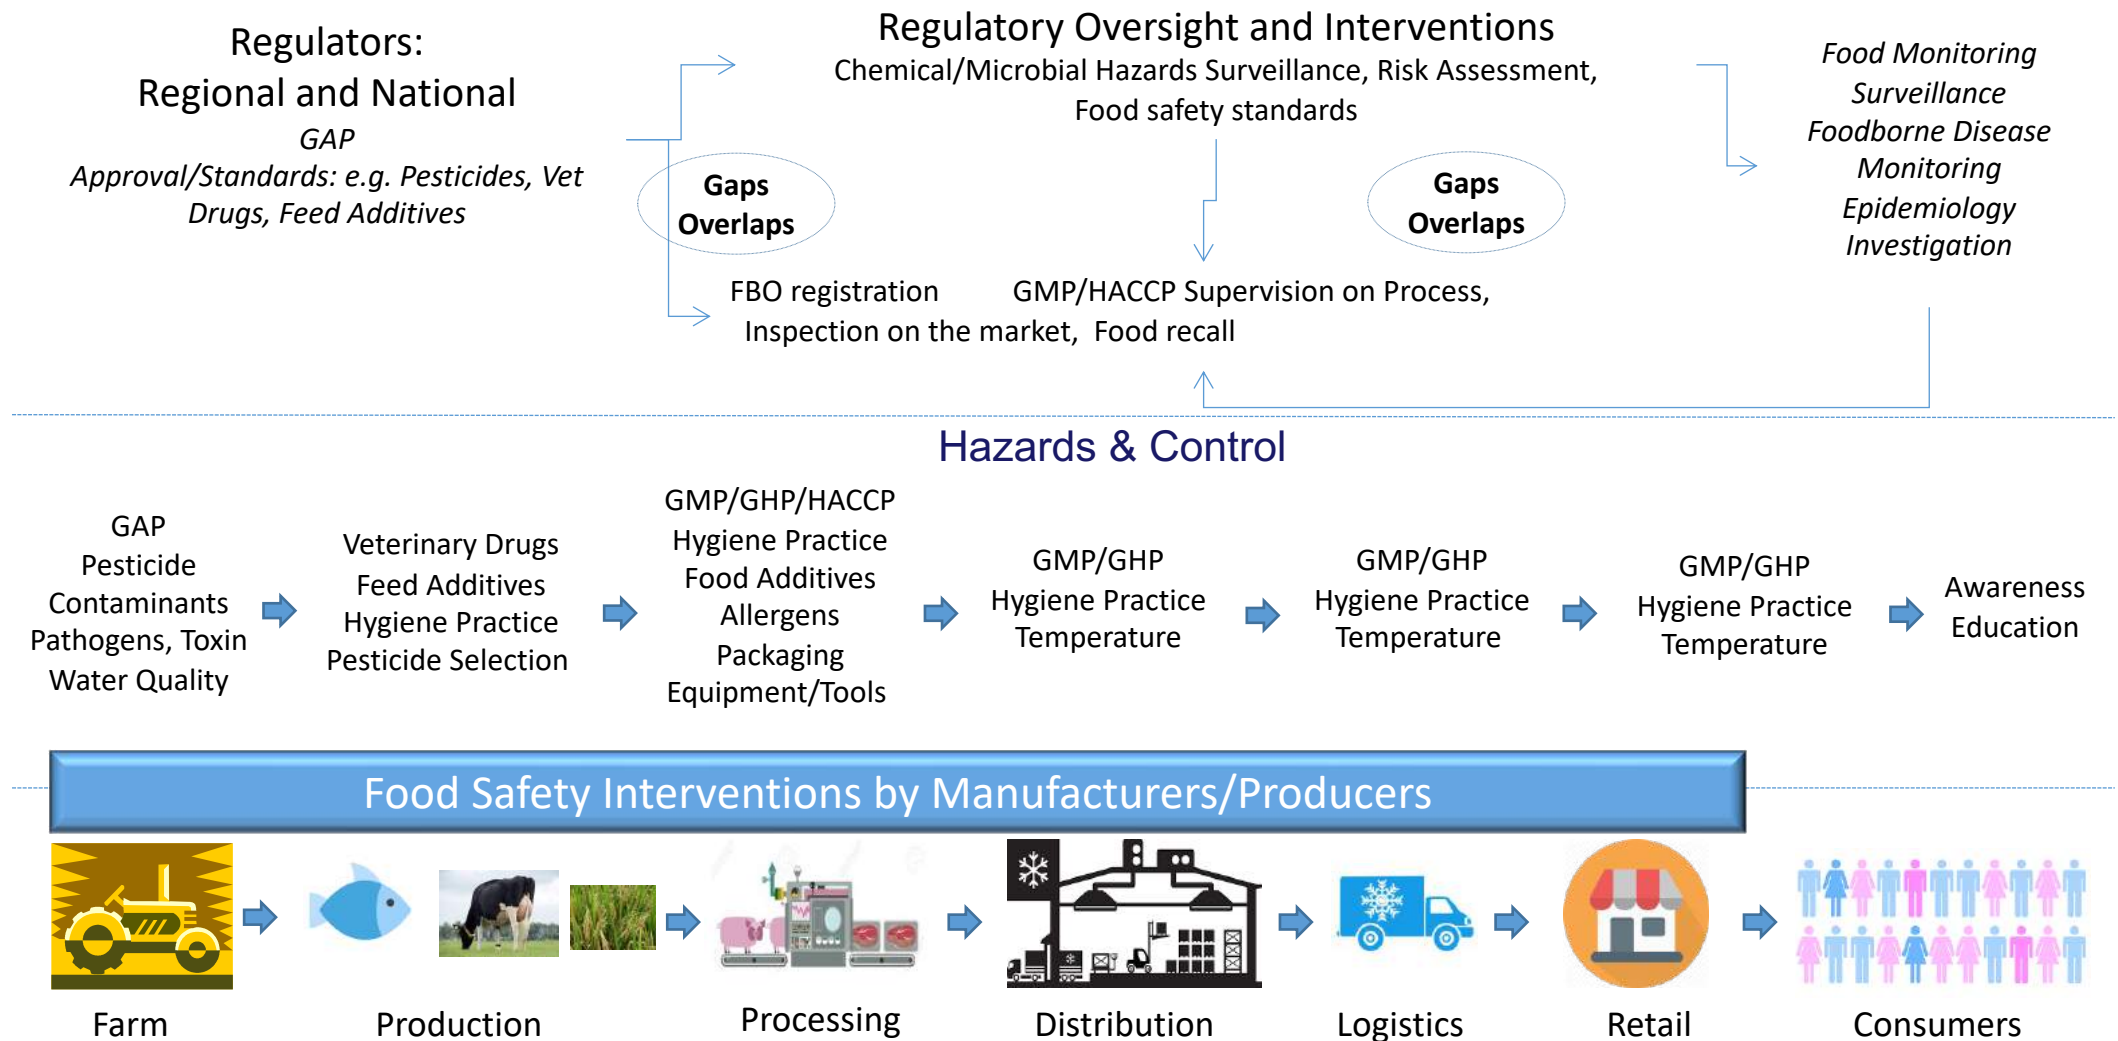 Regulators:
Regional and National
GAP
Approval/Standards: e.g. Pesticides, Vet
Drugs, Feed Additives
Regulatory Oversight and Interventions
Chemical/Microbial Hazards Surveillance, Risk Assessment,
Food safety standards
Food Monitoring
Surveillance
Foodborne Disease
Monitoring
Epidemiology
Investigation
Gaps
Overlaps
Gaps
Overlaps
FBO registration GMP/HACCP Supervision on Process,
Inspection on the market, Food recall
Hazards & Control
GAP
Pesticide
Contaminants
Pathogens, Toxin
Water Quality
Veterinary Drugs
Feed Additives
Hygiene Practice
Pesticide Selection
GMP/GHP/HACCP
Hygiene Practice
Food Additives
Allergens
Packaging
Equipment/Tools
GMP/GHP
Hygiene Practice
Temperature
GMP/GHP
Hygiene Practice
Temperature
GMP/GHP
Hygiene Practice
Temperature
Awareness
Education
Food Safety Interventions by Manufacturers/Producers
Farm
Production
Processing
Distribution
Logistics
Retail
Consumers